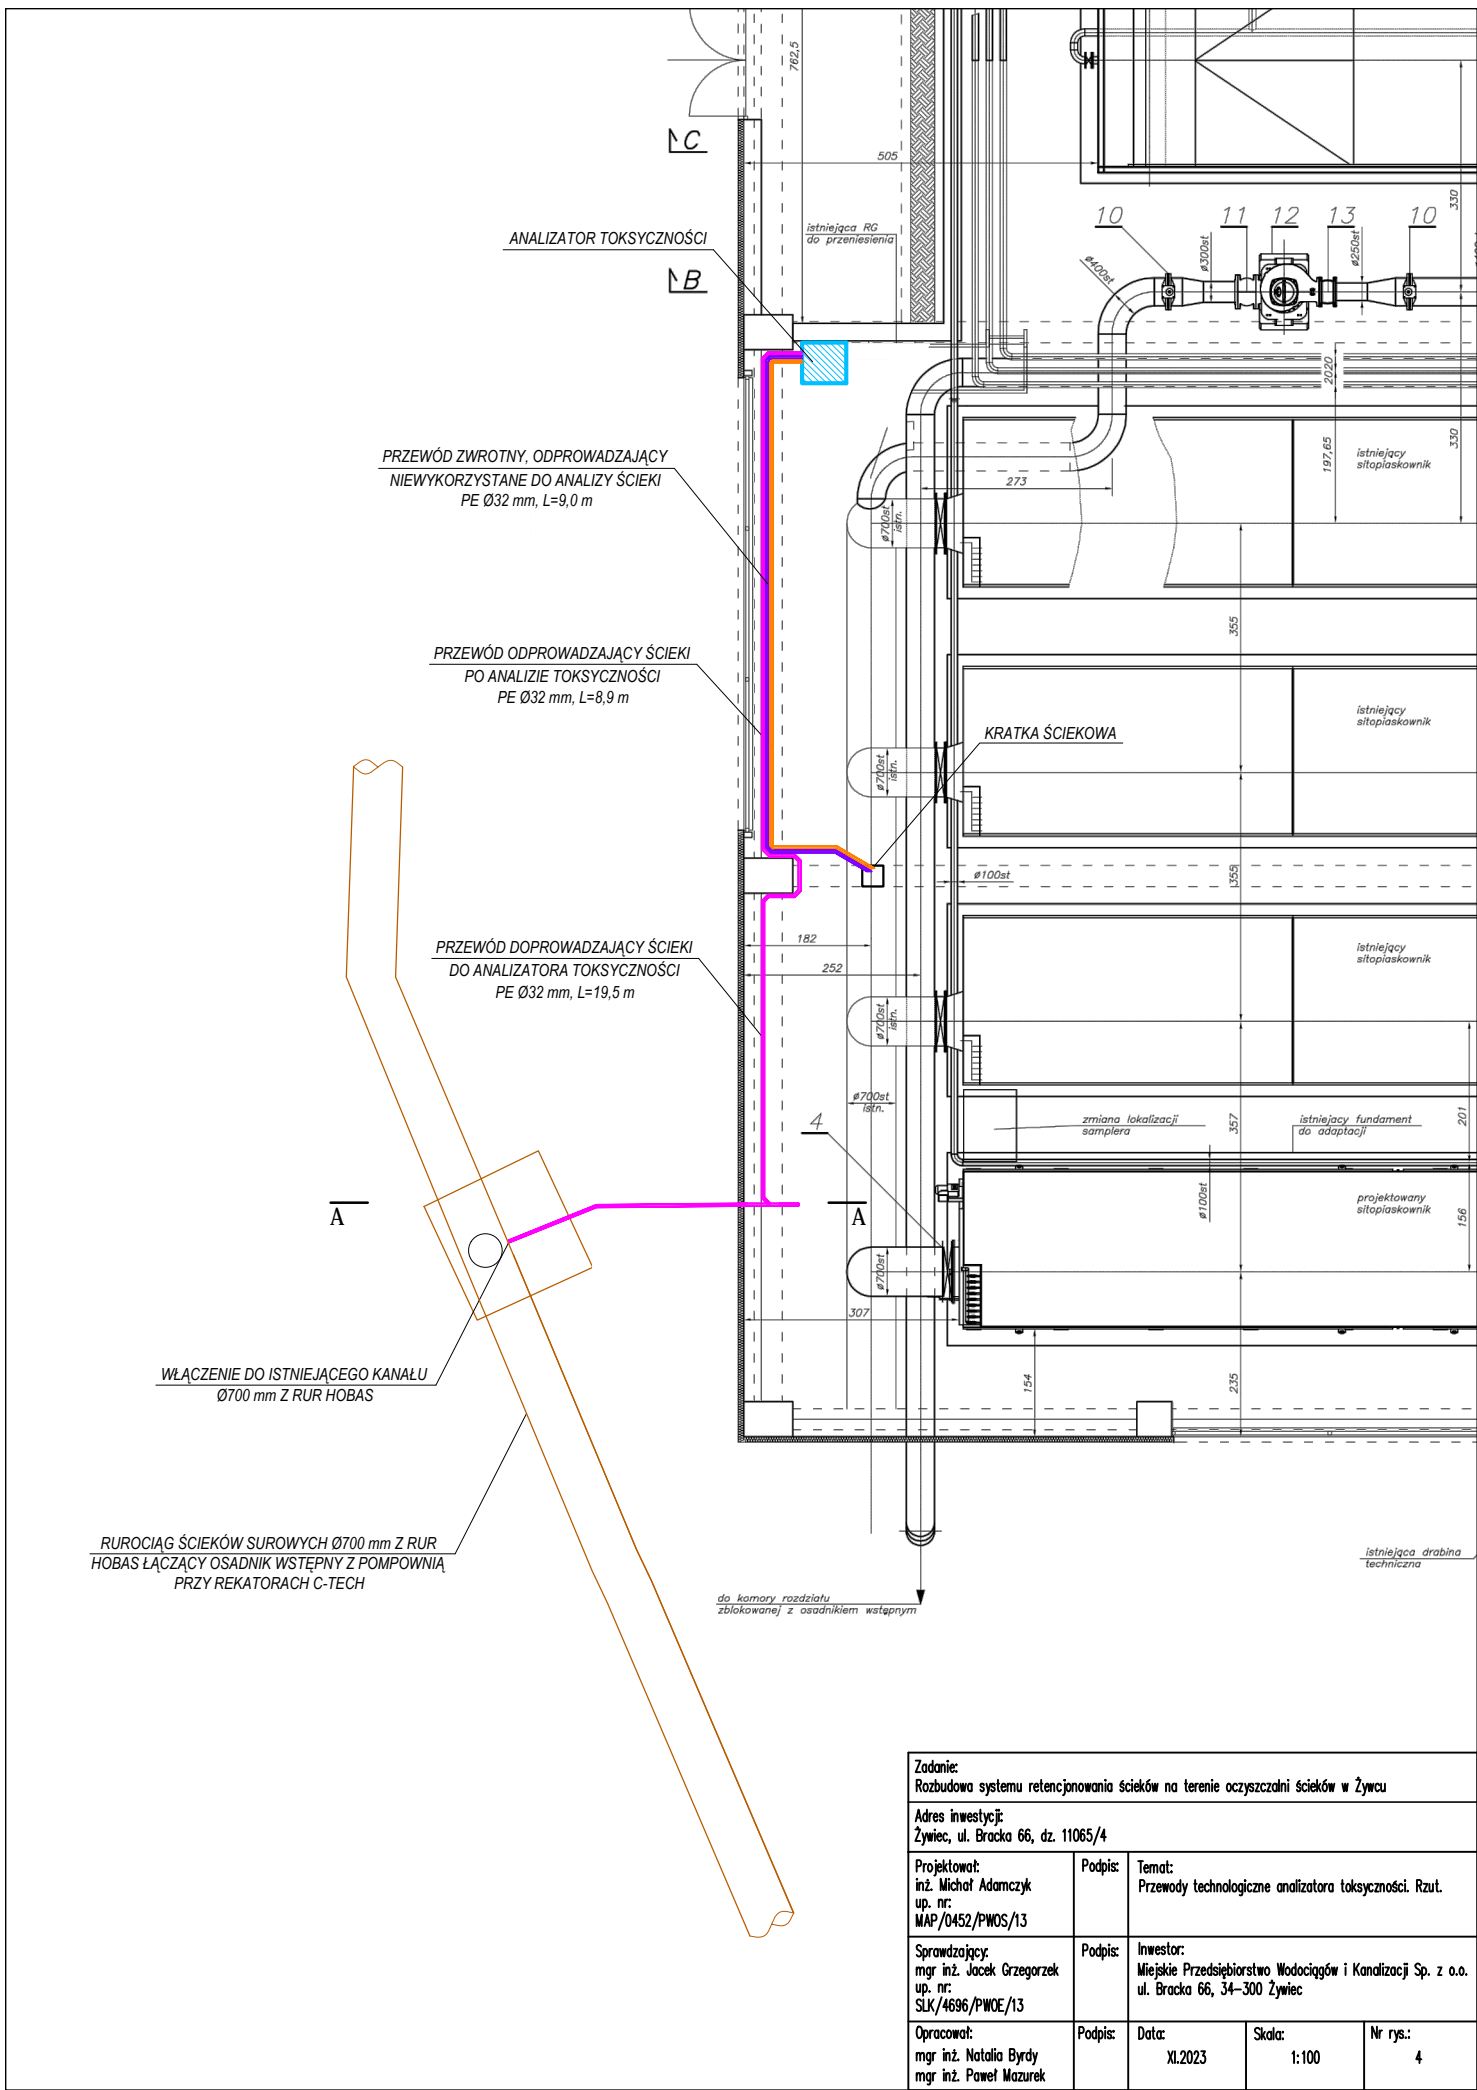 762,5
C
505
ANALIZATOR TOKSYCZNOŚCI
istniejąca RG
do przeniesienia
B
10
11
12
13
10
330
ø400st
ø300st
ø250st
2020
197,65
330
PRZEWÓD ZWROTNY, ODPROWADZAJĄCY
NIEWYKORZYSTANE DO ANALIZY ŚCIEKI
PE Ø32 mm, L=9,0 m
273
istniejący
sitopiaskownik
ø700st
istn.
355
PRZEWÓD ODPROWADZAJĄCY ŚCIEKI
PO ANALIZIE TOKSYCZNOŚCI
PE Ø32 mm, L=8,9 m
KRATKA ŚCIEKOWA
istniejący
sitopiaskownik
ø700st
istn.
ø100st
355
182
252
PRZEWÓD DOPROWADZAJĄCY ŚCIEKI
DO ANALIZATORA TOKSYCZNOŚCI
PE Ø32 mm, L=19,5 m
istniejący
sitopiaskownik
ø700st
istn.
ø700st
istn.
4
zmiana lokalizacji
samplera
357
istniejacy fundament
do adaptacji
201
A
A
ø100st
projektowany
sitopiaskownik
156
ø700st
307
154
235
WŁĄCZENIE DO ISTNIEJĄCEGO KANAŁU
Ø700 mm Z RUR HOBAS
RUROCIĄG ŚCIEKÓW SUROWYCH Ø700 mm Z RUR
HOBAS ŁĄCZĄCY OSADNIK WSTĘPNY Z POMPOWNIĄ
PRZY REKATORACH C-TECH
istniejąca drabina
techniczna
do komory rozdziału
zblokowanej z osadnikiem wstępnym
Zadanie:
Rozbudowa systemu retencjonowania ścieków na terenie oczyszczalni ścieków w Żywcu
Adres inwestycji:
Żywiec, ul. Bracka 66, dz. 11065/4
Projektował:
inż. Michał Adamczyk
up. nr:
MAP/0452/PWOS/13
Podpis:
Temat:
Przewody technologiczne analizatora toksyczności. Rzut.
Sprawdzający:
mgr inż. Jacek Grzegorzek
up. nr:
SLK/4696/PWOE/13
Podpis:
Inwestor:
Miejskie Przedsiębiorstwo Wodociągów i Kanalizacji Sp. z o.o.
ul. Bracka 66, 34-300 Żywiec
Opracował:
mgr inż. Natalia Byrdy
mgr inż. Paweł Mazurek
Podpis:
Data:
XI.2023
Skala:
1:100
Nr rys.:
4